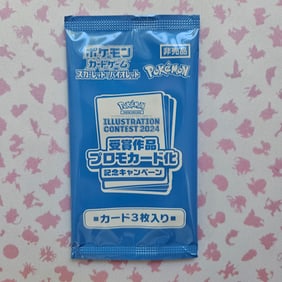 ポケモン
カードゲーム
スカーレット&バイオレット
非売品
POKÉMON
Pokémon
ILLUSTRATION
CONTEST 2024
受賞作品
プロモカード化
記念キャンペーン
カード3枚入り